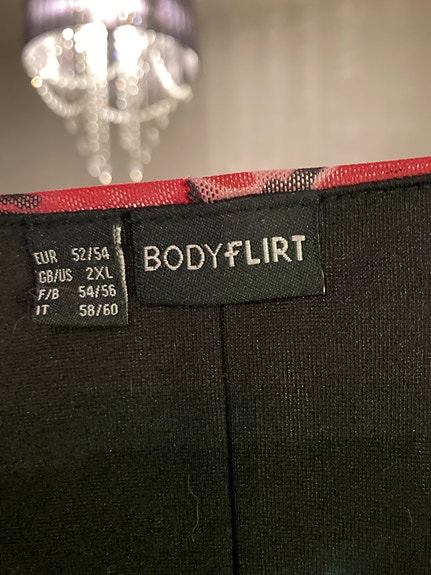 EUR 52/54
GB/US 2XL
F/B 54/56
IT 58/60
BODYFLIRT